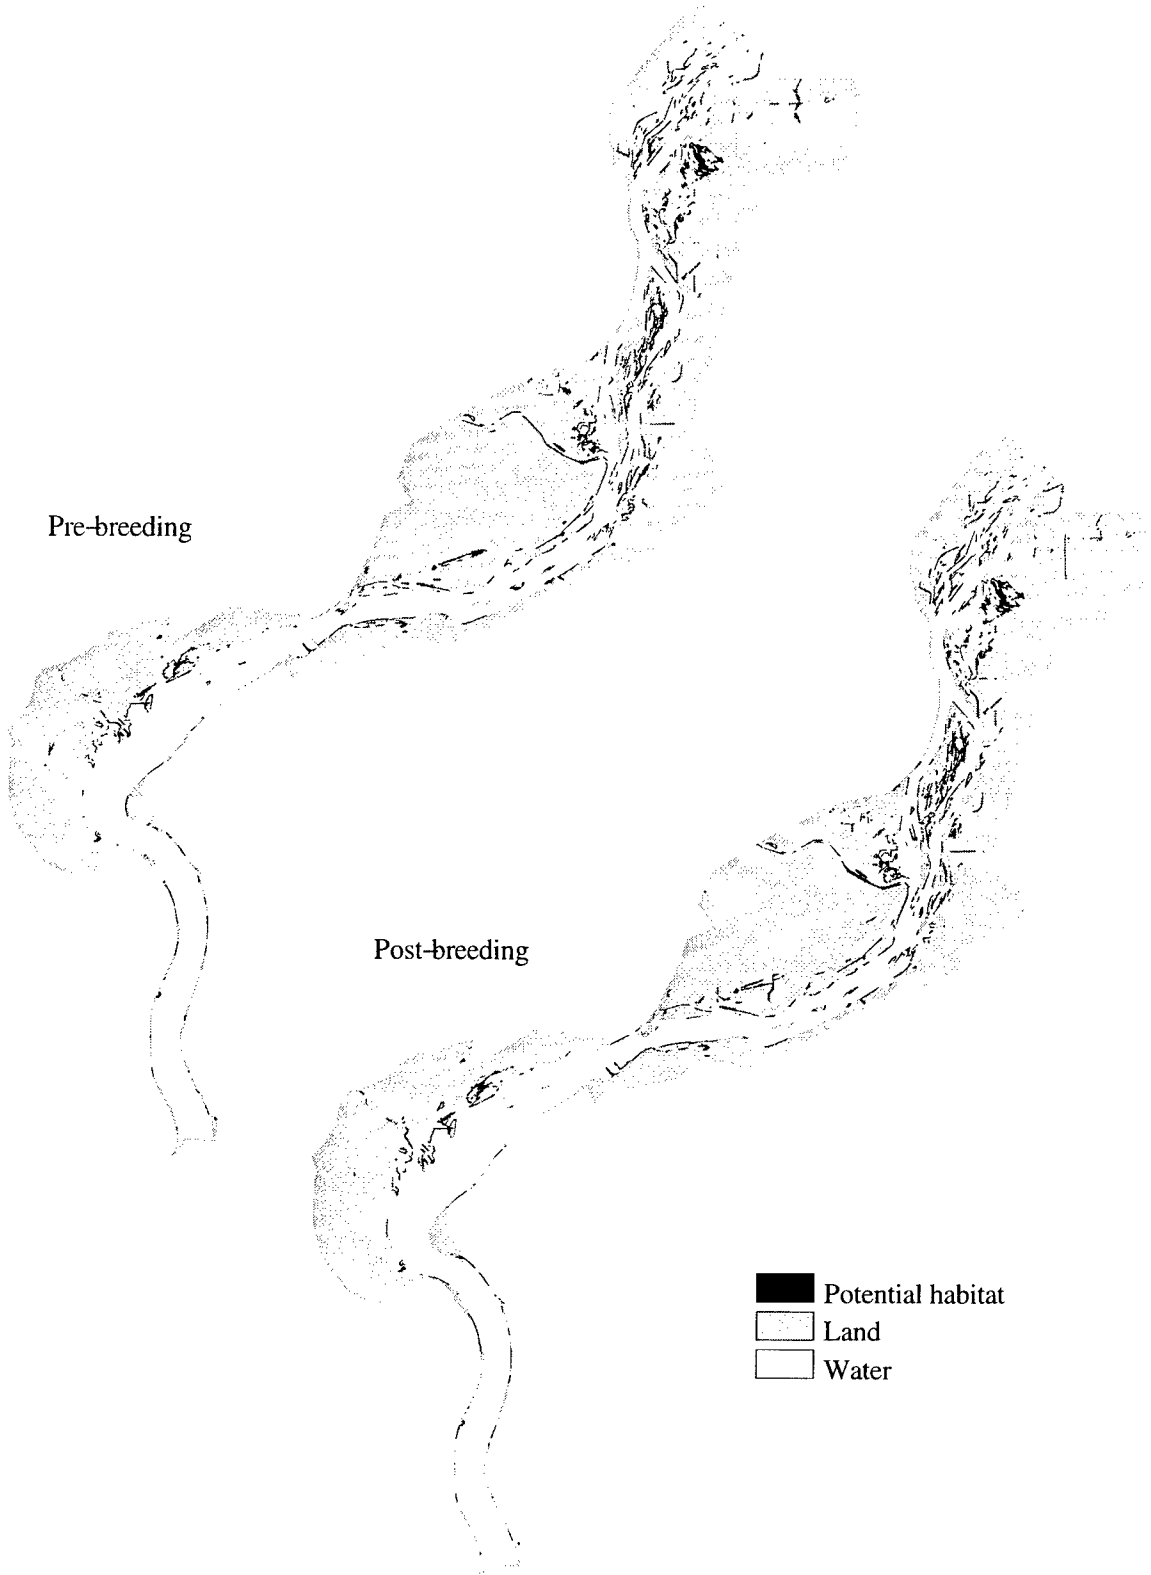 Pre-breeding
Post-breeding
Potential habitat
Land
Water